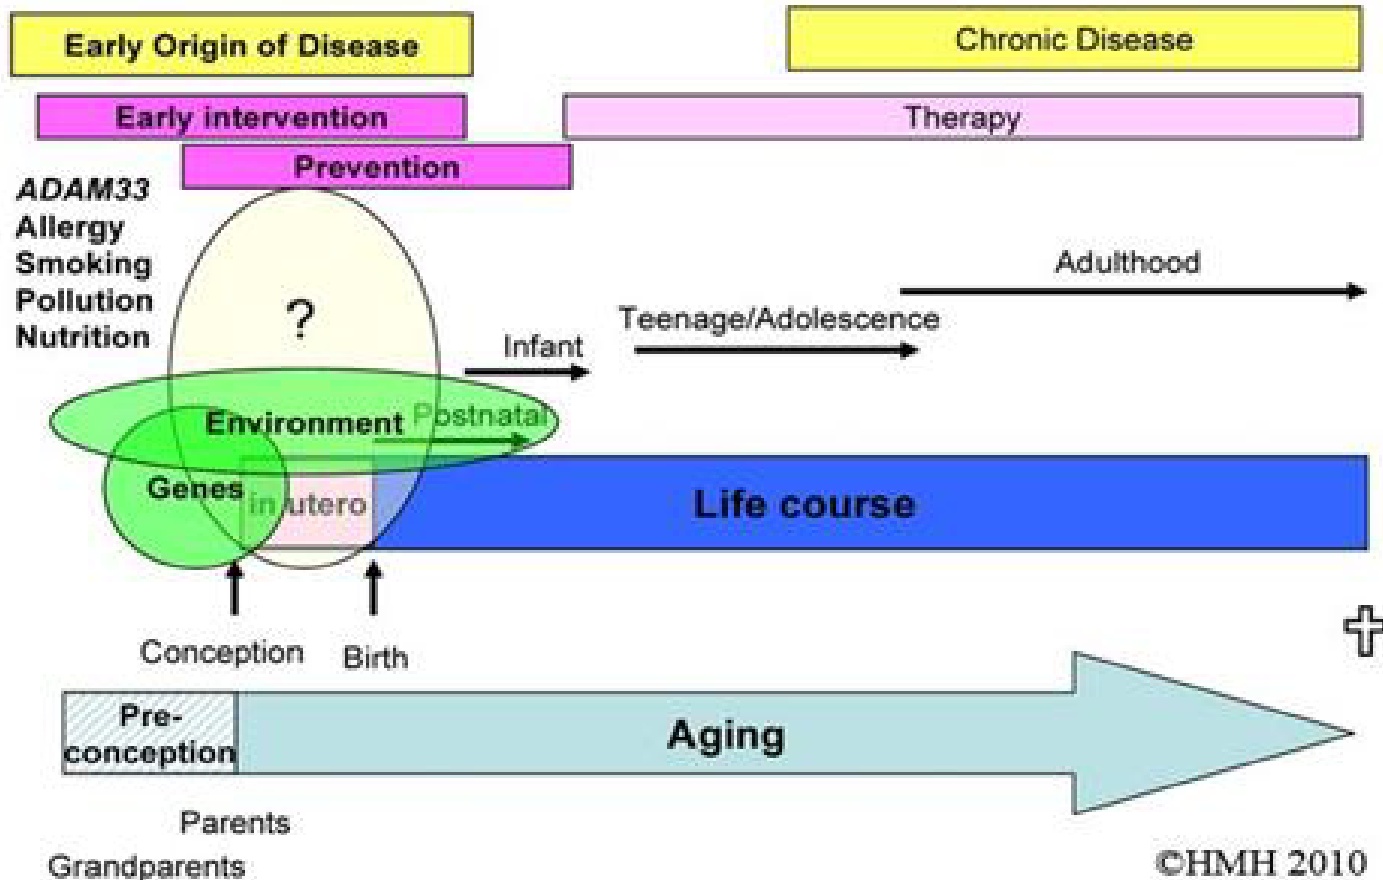 Early Origin of Disease
Chronic Disease
Early intervention
Therapy
Prevention
ADAM33
Allergy
Smoking
Pollution
Nutrition
?
Adulthood
Teenage/Adolescence
Infant
Environment
Postnatal
Genes
in utero
Life course
Conception
Birth
Pre-
conception
Aging
Parents
Grandparents
©HMH 2010